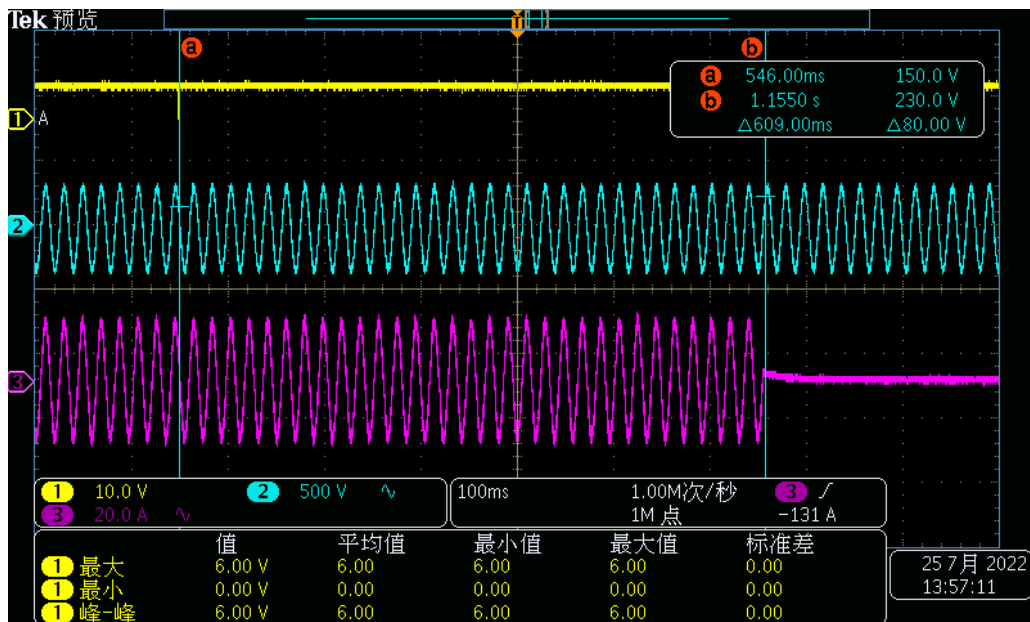 Tek 预览
T
a
b
a 546.00ms 150.0 V
b 1.1550 s 230.0 V
△609.00ms △80.00 V
1 A
2
3
1 10.0 V 2 500 V ∿
3 20.0 A ∿
100ms 1.00M次/秒 3 ∫
1M 点 −131 A
值 平均值 最小值 最大值 标准差
1 最大 6.00 V 6.00 6.00 6.00 0.00
1 最小 0.00 V 0.00 0.00 0.00 0.00
1 峰-峰 6.00 V 6.00 6.00 6.00 0.00
25 7月 2022
13:57:11